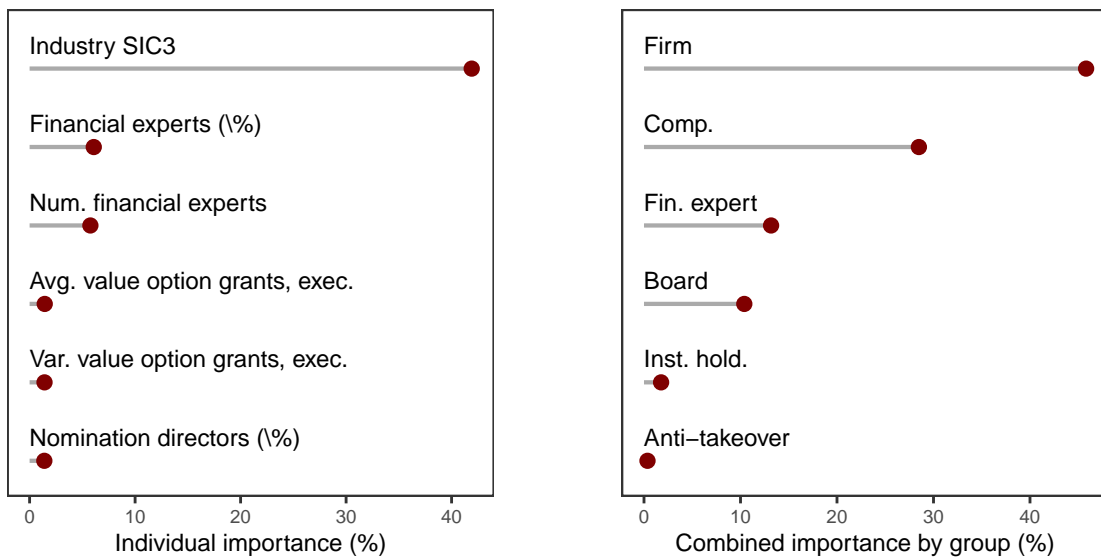 Industry SIC3
Financial experts (\%)
Num. financial experts
Avg. value option grants, exec.
Var. value option grants, exec.
Nomination directors (\%)
0 10 20 30 40
Individual importance (%)
Firm
Comp.
Fin. expert
Board
Inst. hold.
Anti−takeover
0 10 20 30 40
Combined importance by group (%)